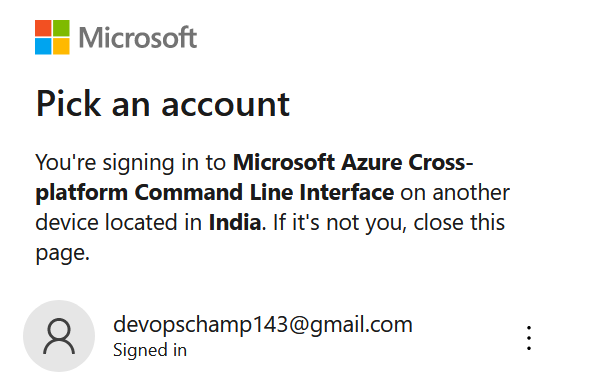 Microsoft
Pick an account
You're signing in to Microsoft Azure Cross-
platform Command Line Interface on another
device located in India. If it's not you, close this
page.
devopschamp143@gmail.com
Signed in